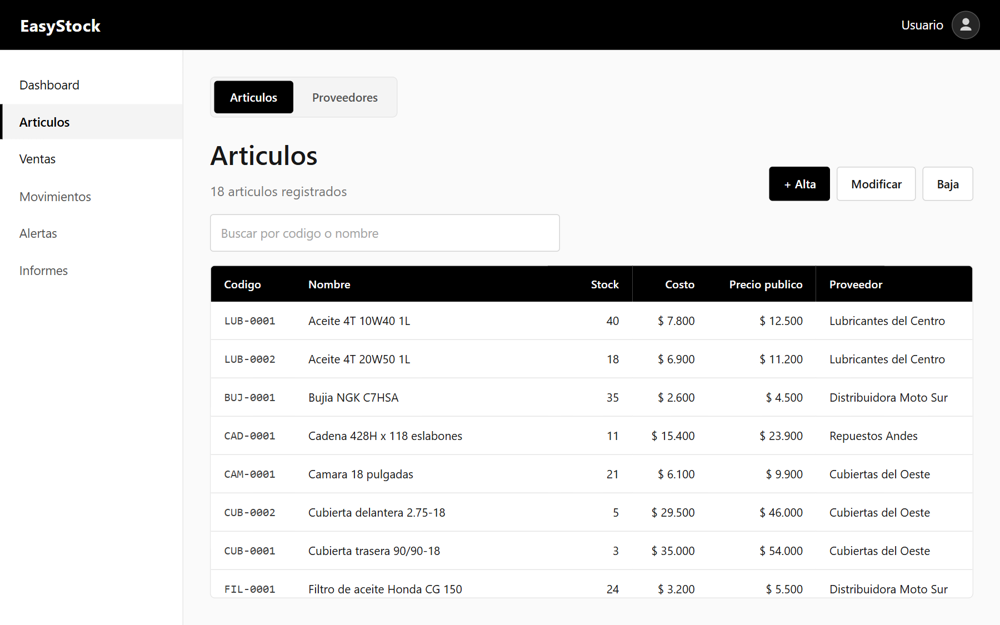 EasyStock
Usuario
Dashboard
Articulos
Ventas
Movimientos
Alertas
Informes
Articulos Proveedores
Articulos
18 articulos registrados
+ Alta Modificar Baja
Buscar por codigo o nombre
Codigo Nombre Stock Costo Precio publico Proveedor
LUB-0001 Aceite 4T 10W40 1L 40 $ 7.800 $ 12.500 Lubricantes del Centro
LUB-0002 Aceite 4T 20W50 1L 18 $ 6.900 $ 11.200 Lubricantes del Centro
BUJ-0001 Bujia NGK C7HSA 35 $ 2.600 $ 4.500 Distribuidora Moto Sur
CAD-0001 Cadena 428H x 118 eslabones 11 $ 15.400 $ 23.900 Repuestos Andes
CAM-0001 Camara 18 pulgadas 21 $ 6.100 $ 9.900 Cubiertas del Oeste
CUB-0002 Cubierta delantera 2.75-18 5 $ 29.500 $ 46.000 Cubiertas del Oeste
CUB-0001 Cubierta trasera 90/90-18 3 $ 35.000 $ 54.000 Cubiertas del Oeste
FIL-0001 Filtro de aceite Honda CG 150 24 $ 3.200 $ 5.500 Distribuidora Moto Sur